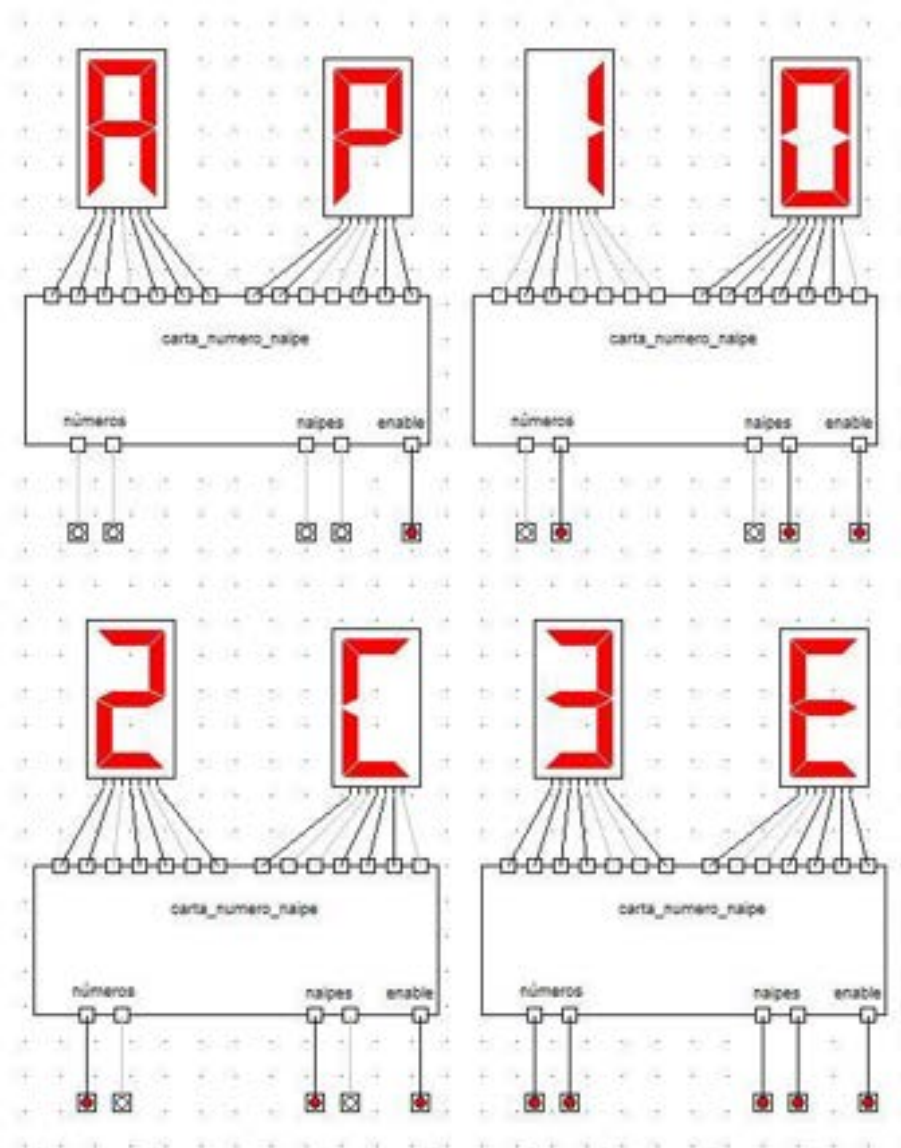 A P 1 0
carta_numero_naipe carta_numero_naipe
números naipes enable números naipes enable
2 C 3 E
carta_numero_naipe carta_numero_naipe
números naipes enable números naipes enable